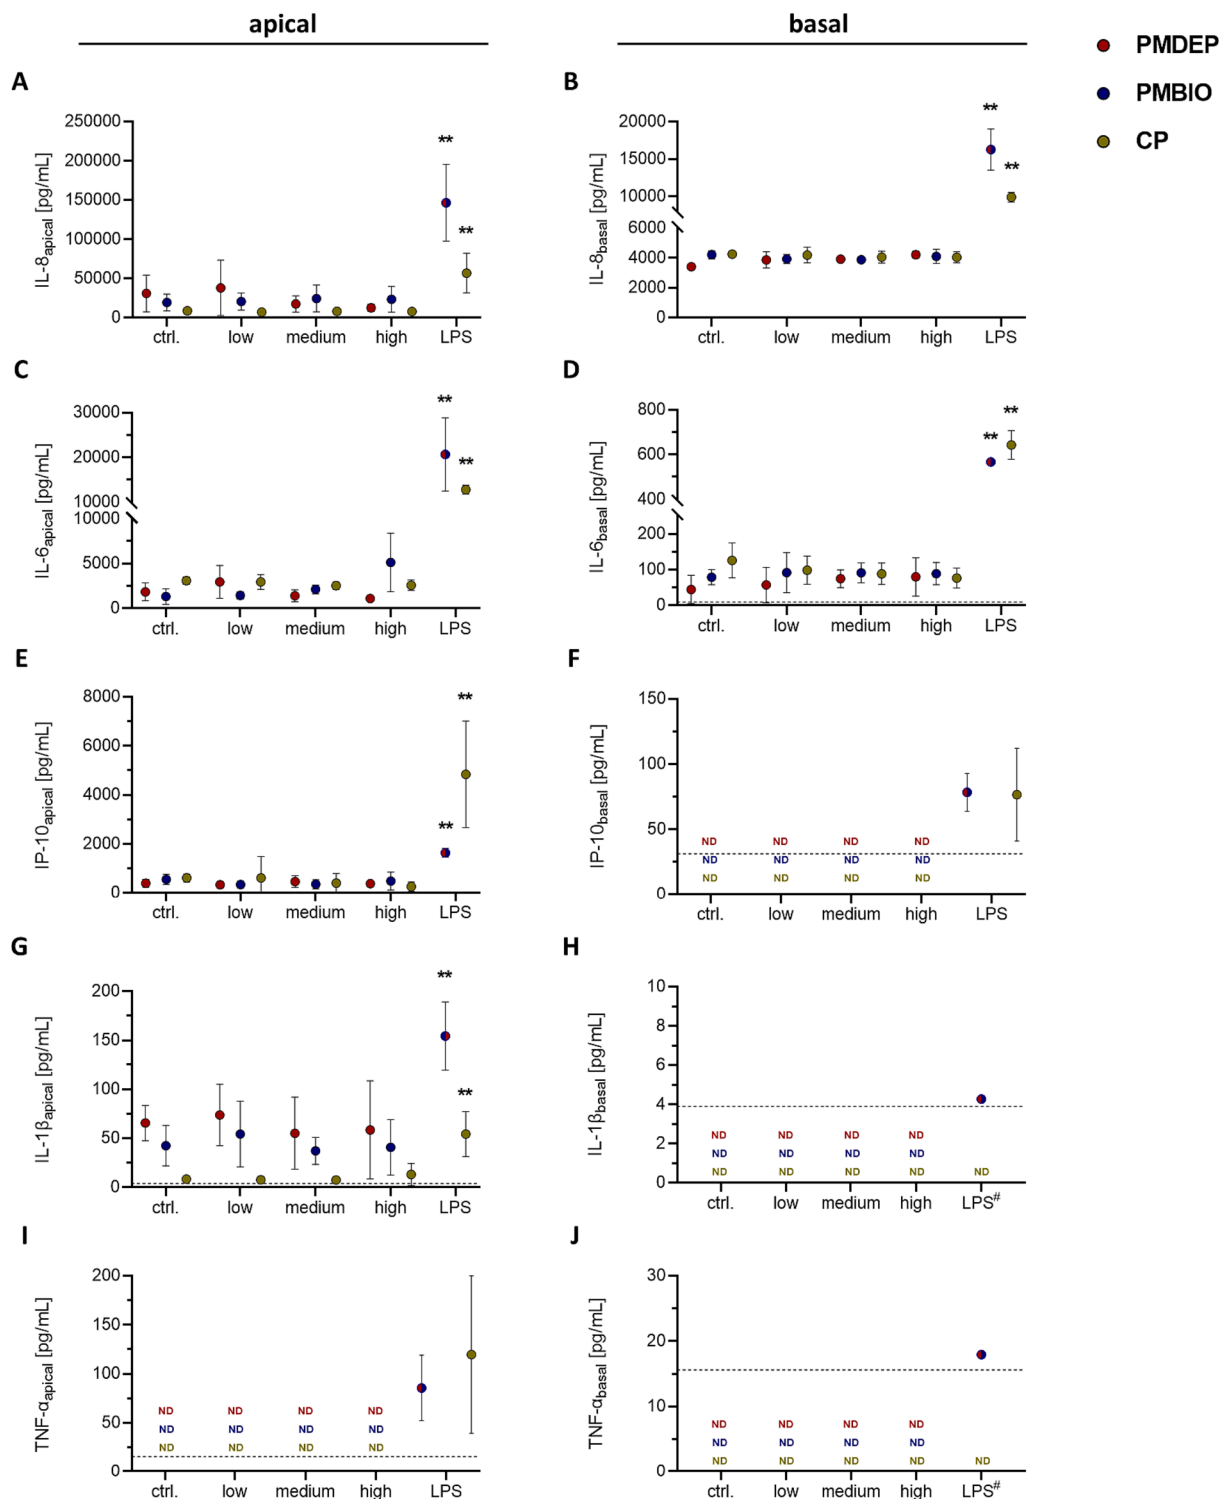 apical
basal
PMDEP
PMBIO
CP
A
IL-8apical [pg/mL]
250000
200000
150000
100000
50000
0
**
**
ctrl. low medium high LPS
B
IL-8basal [pg/mL]
20000
15000
10000
6000
4000
2000
0
**
**
ctrl. low medium high LPS
C
IL-6apical [pg/mL]
30000
20000
10000
10000
5000
0
**
**
ctrl. low medium high LPS
D
IL-6basal [pg/mL]
800
600
400
200
100
0
**
**
ctrl. low medium high LPS
E
IP-10apical [pg/mL]
8000
6000
4000
2000
0
**
**
ctrl. low medium high LPS
F
IP-10basal [pg/mL]
150
100
50
0
ND ND ND ND
ND ND ND ND
ND ND ND ND
ctrl. low medium high LPS
G
IL-1βapical [pg/mL]
200
150
100
50
0
**
**
ctrl. low medium high LPS
H
IL-1βbasal [pg/mL]
10
8
6
4
2
0
ND ND ND ND
ND ND ND ND
ND ND ND ND ND
ctrl. low medium high LPS#
I
TNF-αapical [pg/mL]
200
150
100
50
0
ND ND ND ND
ND ND ND ND
ND ND ND ND
ctrl. low medium high LPS
J
TNF-αbasal [pg/mL]
30
20
10
0
ND ND ND ND
ND ND ND ND
ND ND ND ND ND
ctrl. low medium high LPS#